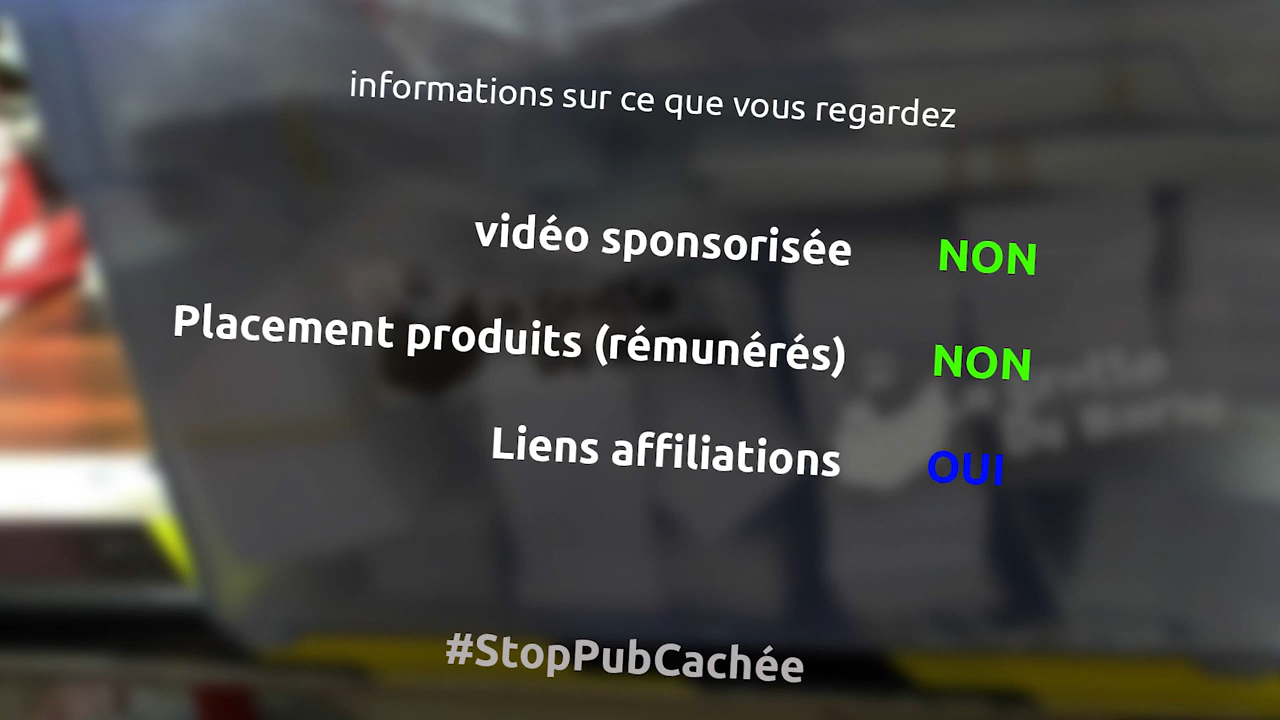 informations sur ce que vous regardez
vidéo sponsorisée NON
Placement produits (rémunérés) NON
Liens affiliations OUI
#StopPubCachée